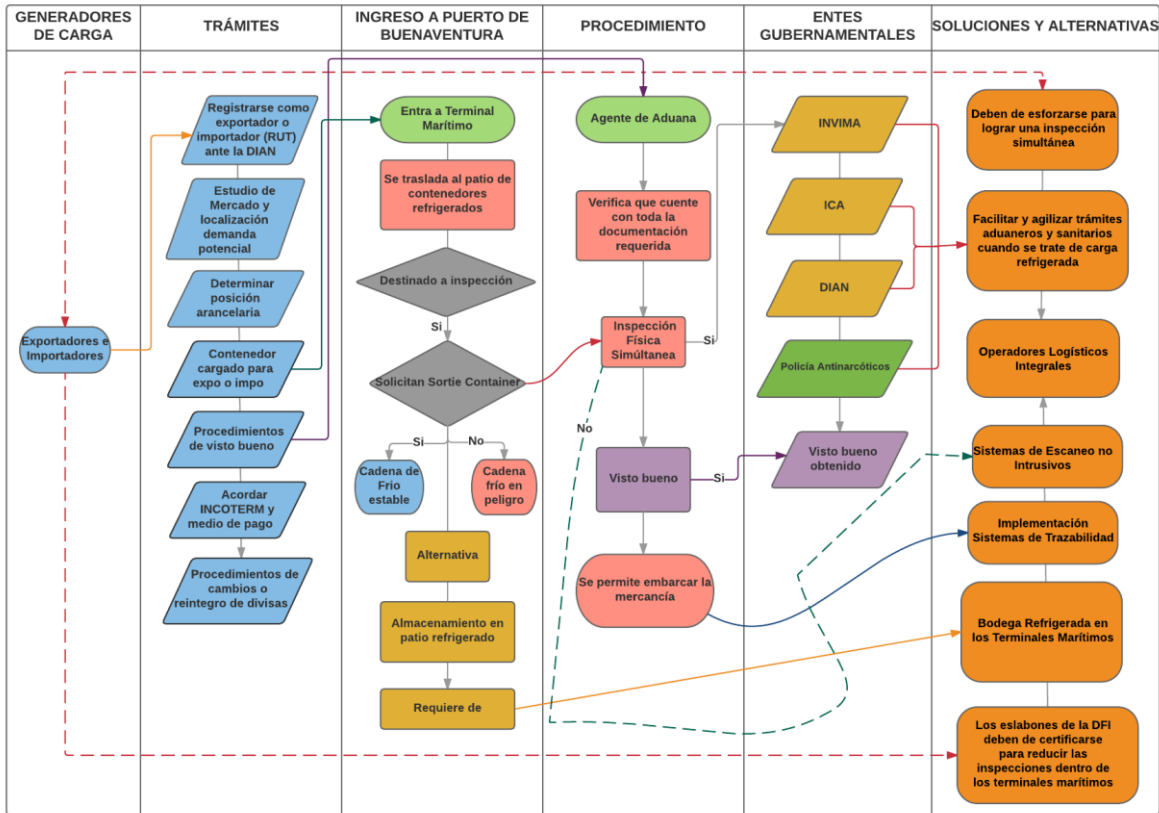 GENERADORES
DE CARGA
TRÁMITES
INGRESO A PUERTO DE
BUENAVENTURA
PROCEDIMIENTO
ENTES
GUBERNAMENTALES
SOLUCIONES Y ALTERNATIVAS
Exportadores e
Importadores
Registrarse como
exportador o
importador (RUT)
ante la DIAN
Estudio de
Mercado y
localización
demanda
potencial
Determinar
posición
arancelaria
Contenedor
cargado para
expo o impo
Procedimientos
de visto bueno
Acordar
INCOTERM y
medio de pago
Procedimientos de
cambios o
reintegro de divisas
Entra a Terminal
Marítimo
Se traslada al patio de
contenedores
refrigerados
Destinado a inspección
Si
Solicitan Sortie Container
Si
No
Cadena de
Frio
estable
Cadena
frío en
peligro
Alternativa
Almacenamiento en
patio refrigerado
Requiere de
Agente de Aduana
Verifica que cuente
con toda la
documentación
requerida
Inspección
Física
Simúltanea
Si
No
Visto bueno
Si
Se permite embarcar la
mercancía
INVIMA
ICA
DIAN
Policía Antinarcóticos
Visto bueno
obtenido
Deben de esforzarse para
lograr una inspección
simultánea
Facilitar y agilizar trámites
aduaneros y sanitarios
cuando se trate de carga
refrigerada
Operadores Logísticos
Integrales
Sistemas de Escaneo no
Intrusivos
Implementación
Sistemas de Trazabilidad
Bodega Refrigerada en
los Terminales Marítimos
Los eslabones de la DFI
deben de certificarse
para reducir las
inspecciones dentro de
los terminales marítimos